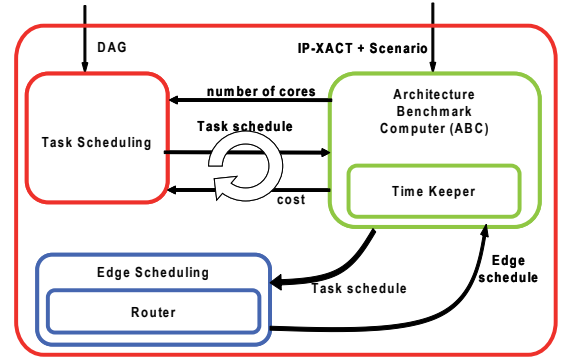 DAG
IP-XACT + Scenario
number of cores
Architecture
Benchmark
Computer (ABC)
Task Scheduling
Task schedule
Time Keeper
cost
Edge Scheduling
Router
Task schedule
Edge
schedule